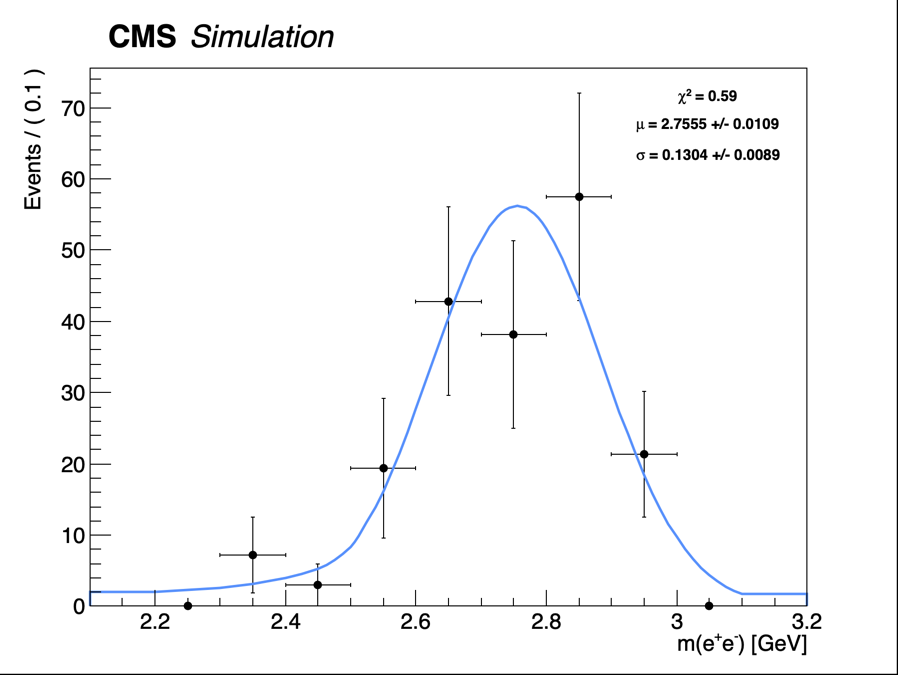 CMS Simulation
Events / ( 0.1 )
χ² = 0.59
μ = 2.7555 +/- 0.0109
σ = 0.1304 +/- 0.0089
70
60
50
40
30
20
10
0
2.2 2.4 2.6 2.8 3 3.2
m(e⁺e⁻) [GeV]